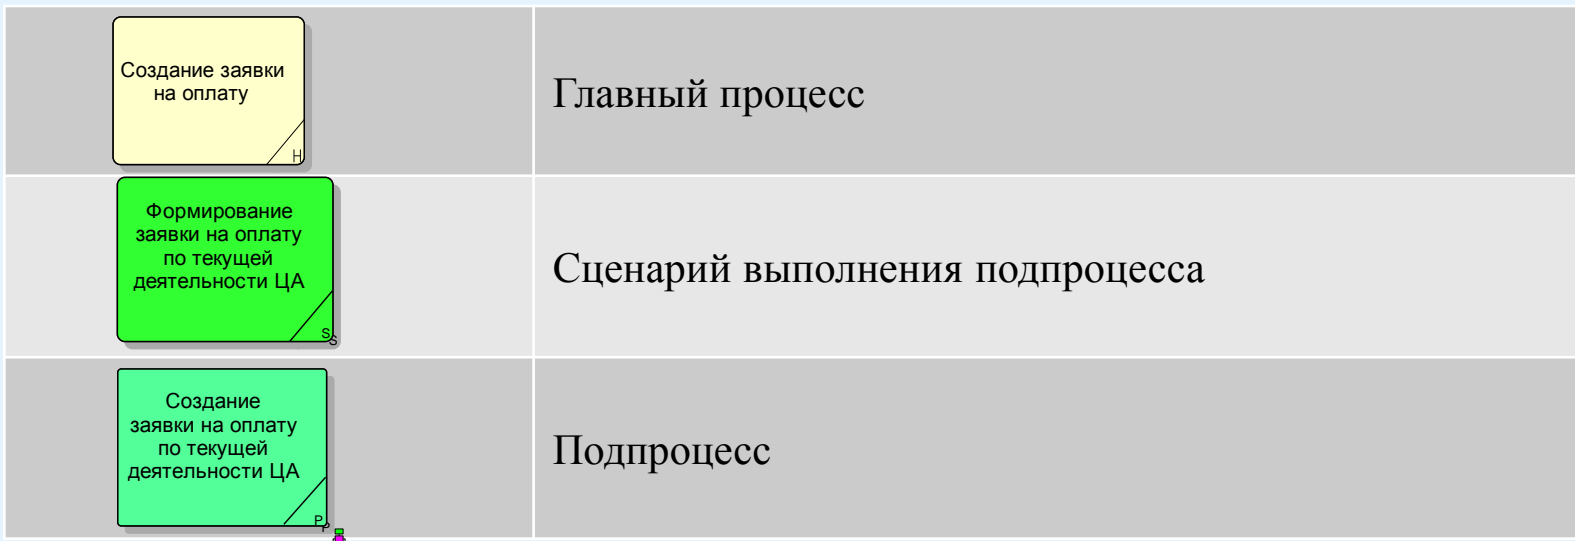 Создание заявки
на оплату
H
Главный процесс
Формирование
заявки на оплату
по текущей
деятельности ЦА
S
S
Сценарий выполнения подпроцесса
Создание
заявки на оплату
по текущей
деятельности ЦА
P
P
Подпроцесс